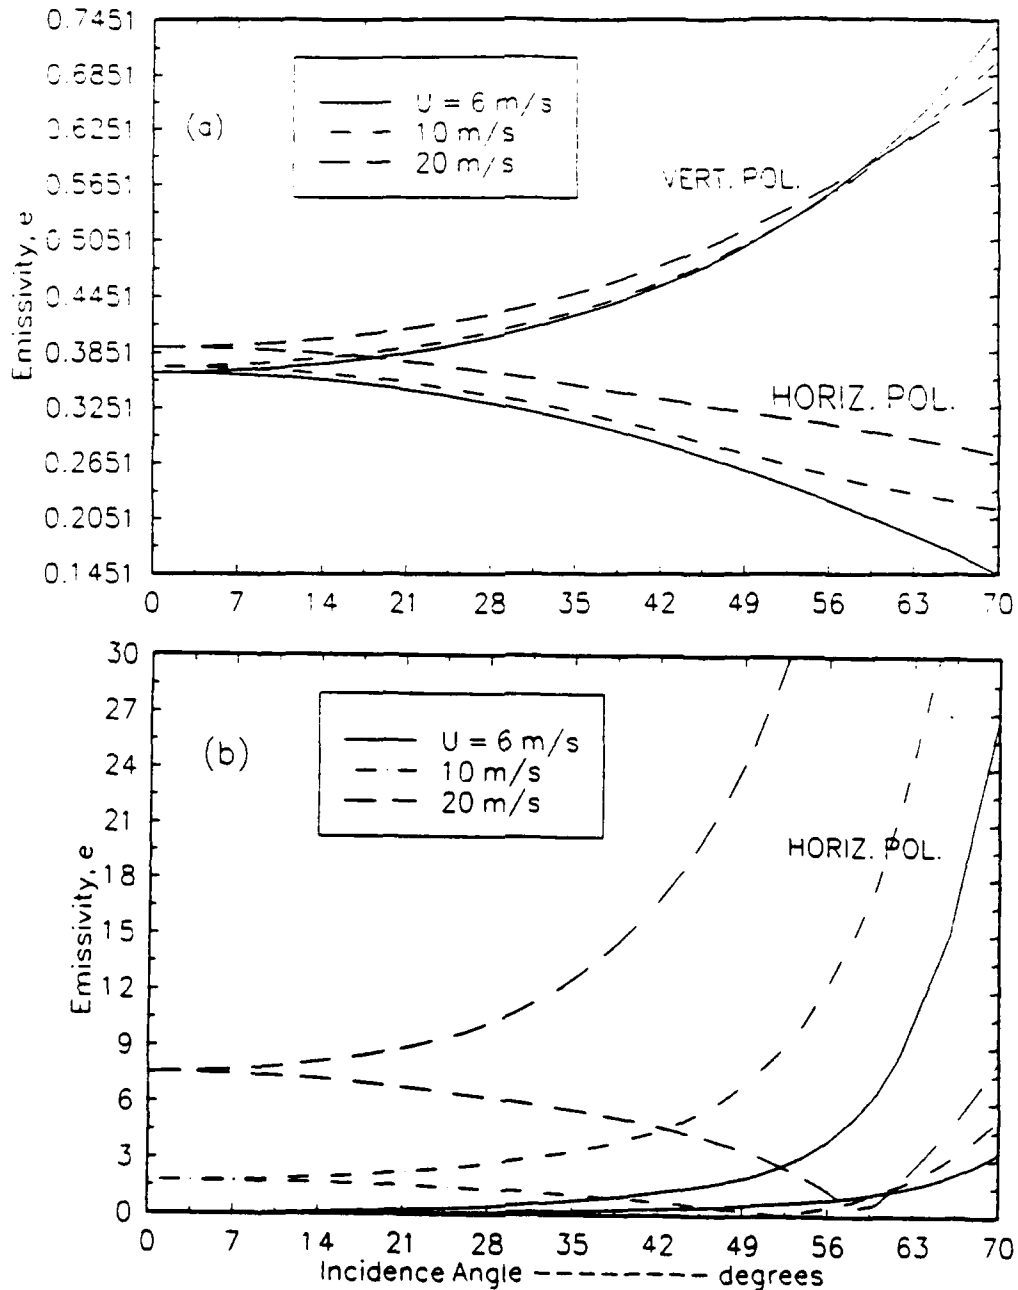 0.7451
0.6851
0.6251
0.5651
0.5051
0.4451
0.3851
0.3251
0.2651
0.2051
0.1451
Emissivity, e
(a)
U = 6 m/s
10 m/s
20 m/s
VERT. POL.
HORIZ. POL.
0 7 14 21 28 35 42 49 56 63 70
30
27
24
21
18
15
12
9
6
3
0
Emissivity, e
(b)
U = 6 m/s
10 m/s
20 m/s
HORIZ. POL.
0 7 14 21 28 35 42 49 56 63 70
Incidence Angle --------- degrees